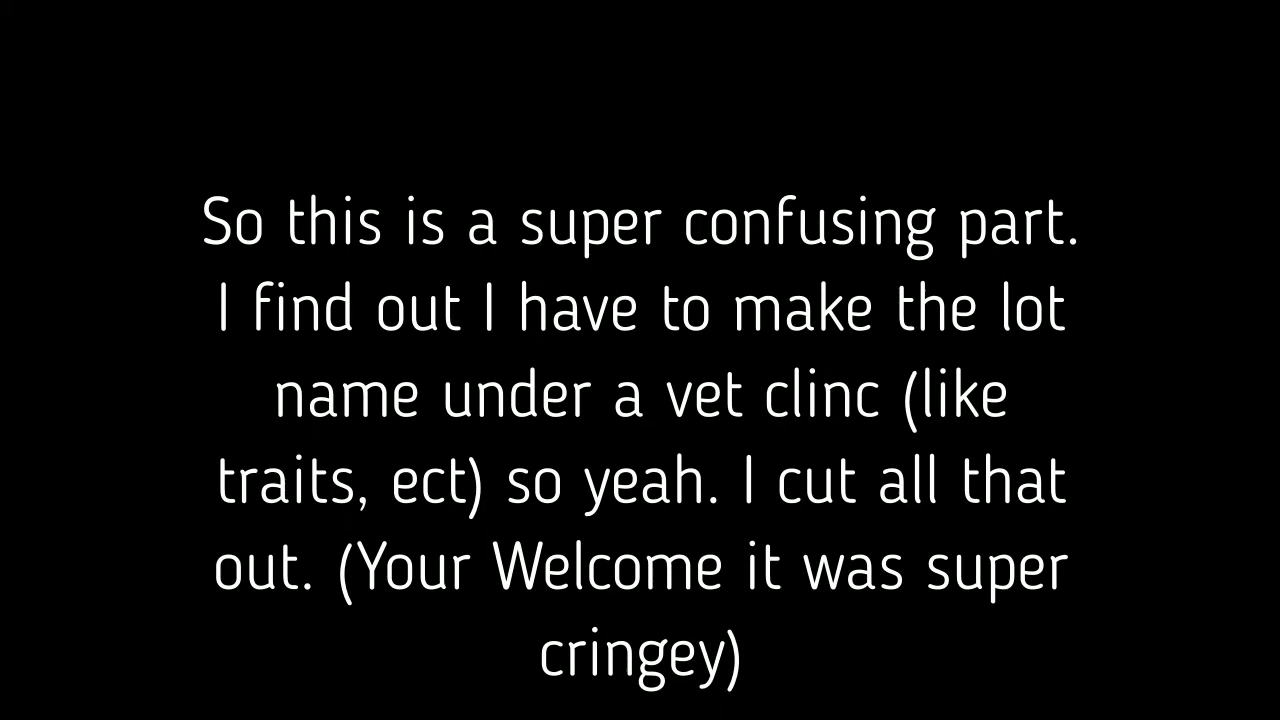 So this is a super confusing part.
I find out I have to make the lot
name under a vet clinc (like
traits, ect) so yeah. I cut all that
out. (Your Welcome it was super
cringey)